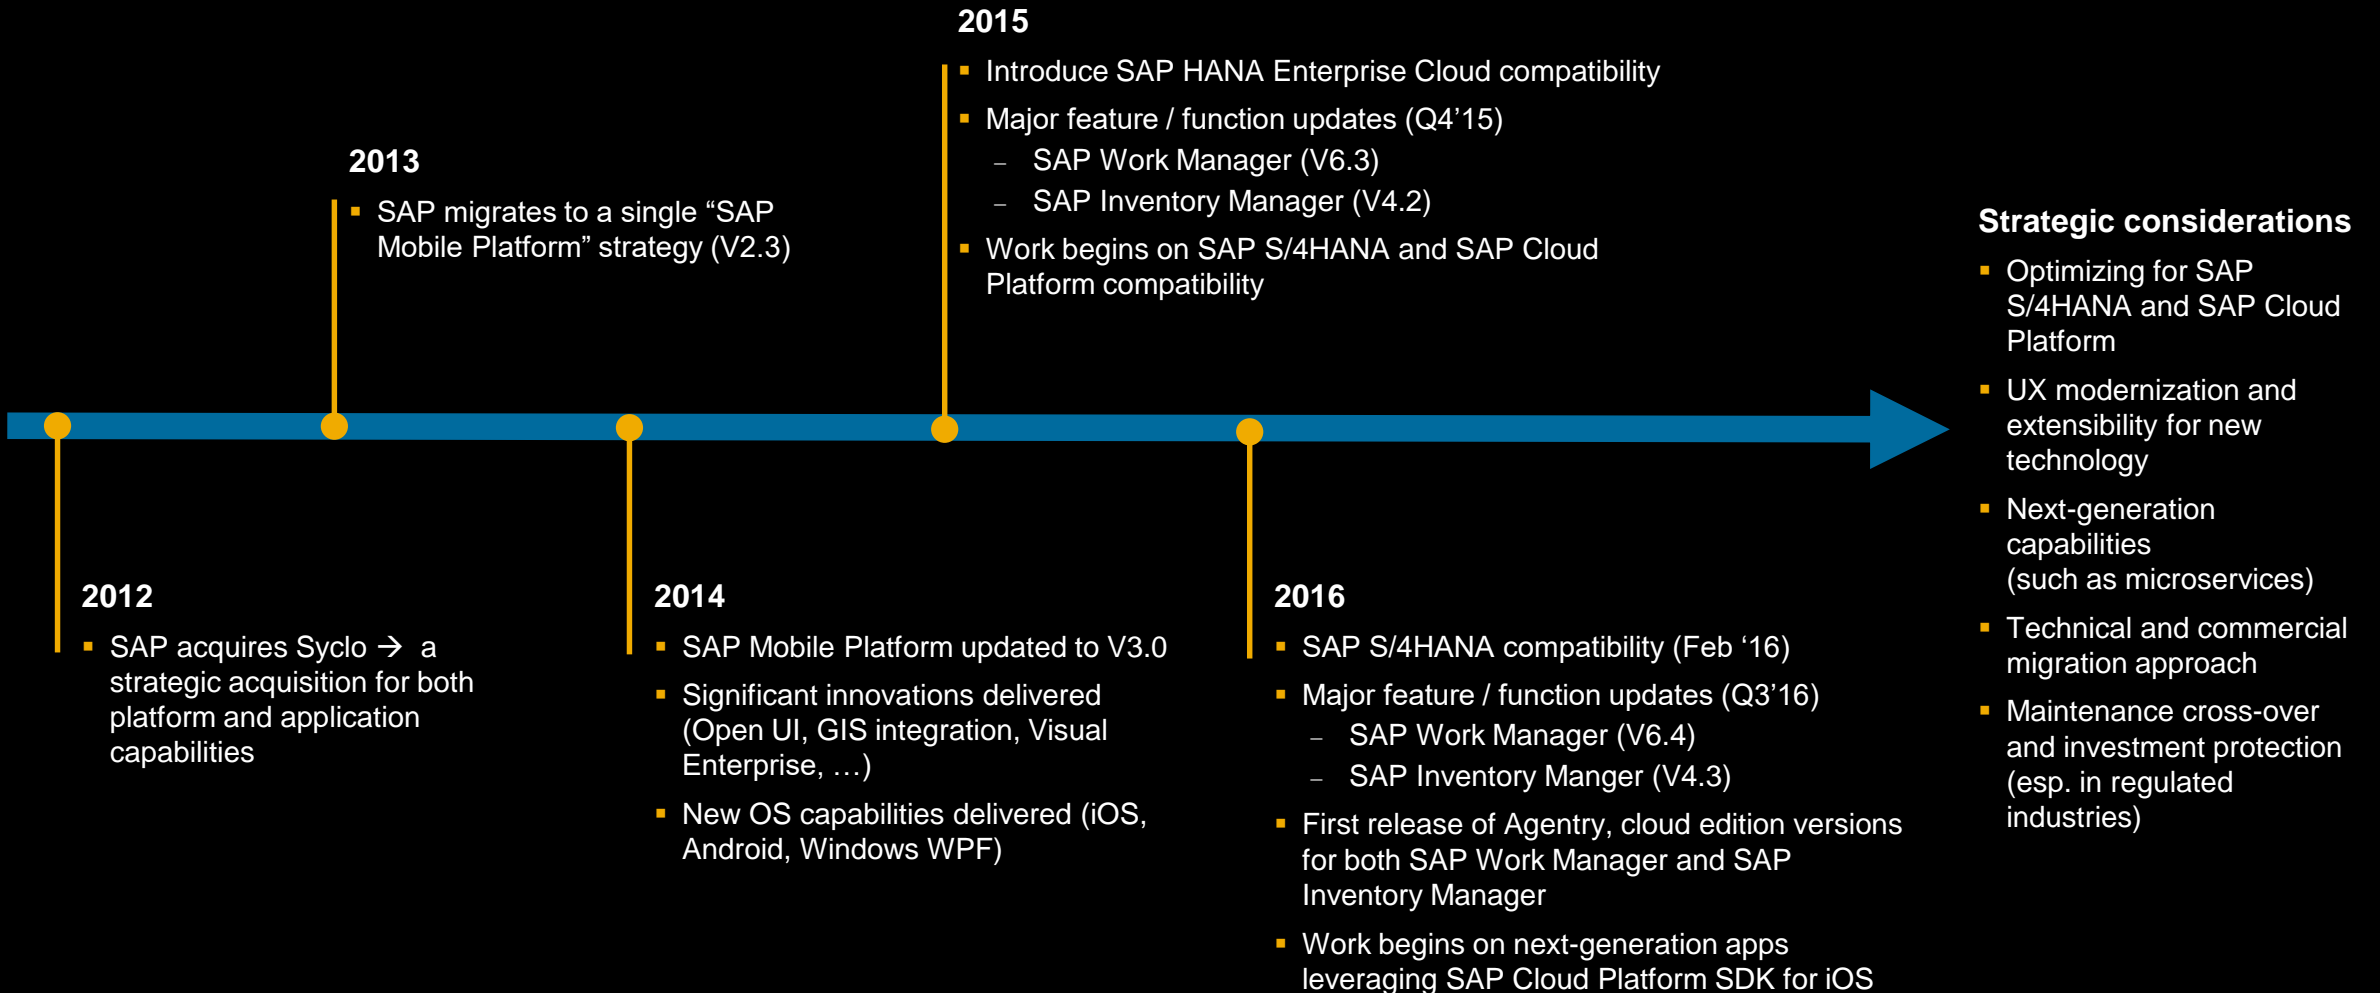 2015
▪ Introduce SAP HANA Enterprise Cloud compatibility
▪ Major feature / function updates (Q4’15)
– SAP Work Manager (V6.3)
– SAP Inventory Manager (V4.2)
▪ Work begins on SAP S/4HANA and SAP Cloud
Platform compatibility
2013
▪ SAP migrates to a single “SAP
Mobile Platform” strategy (V2.3)
2012
▪ SAP acquires Syclo → a
strategic acquisition for both
platform and application
capabilities
2014
▪ SAP Mobile Platform updated to V3.0
▪ Significant innovations delivered
(Open UI, GIS integration, Visual
Enterprise, …)
▪ New OS capabilities delivered (iOS,
Android, Windows WPF)
2016
▪ SAP S/4HANA compatibility (Feb ‘16)
▪ Major feature / function updates (Q3’16)
– SAP Work Manager (V6.4)
– SAP Inventory Manger (V4.3)
▪ First release of Agentry, cloud edition versions
for both SAP Work Manager and SAP
Inventory Manager
▪ Work begins on next-generation apps
leveraging SAP Cloud Platform SDK for iOS
Strategic considerations
▪ Optimizing for SAP
S/4HANA and SAP Cloud
Platform
▪ UX modernization and
extensibility for new
technology
▪ Next-generation
capabilities
(such as microservices)
▪ Technical and commercial
migration approach
▪ Maintenance cross-over
and investment protection
(esp. in regulated
industries)